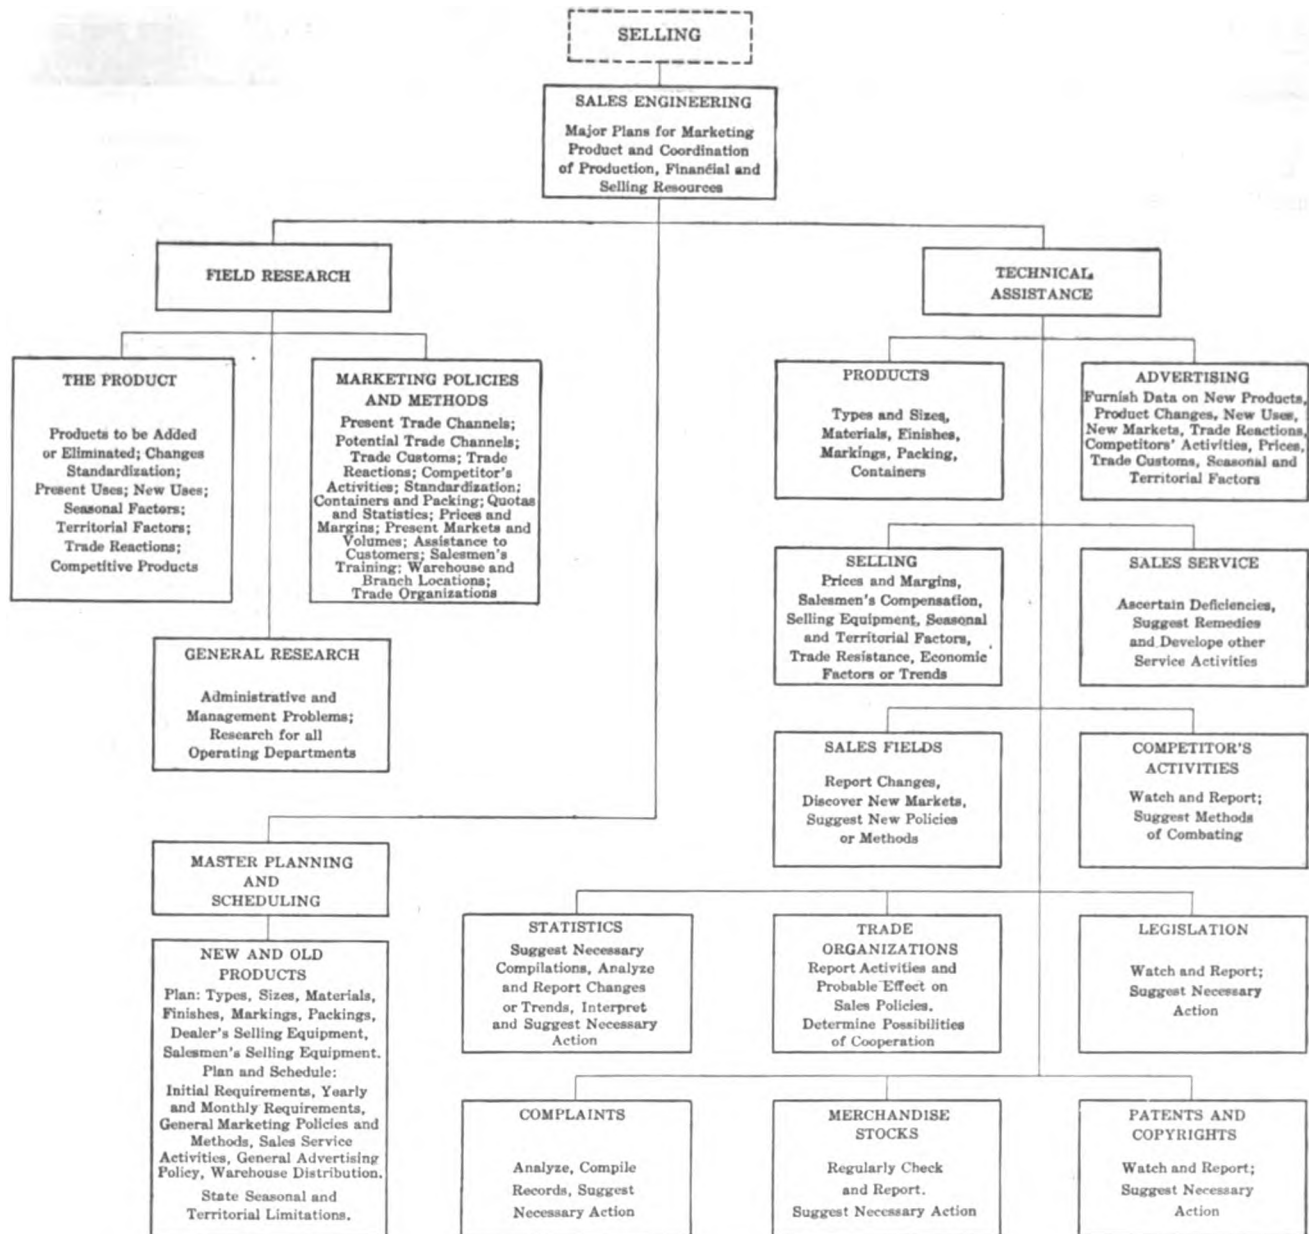 SELLING
SALES ENGINEERING
Major Plans for Marketing
Product and Coordination
of Production, Financial and
Selling Resources
FIELD RESEARCH
TECHNICAL
ASSISTANCE
THE PRODUCT
Products to be Added
or Eliminated; Changes
Standardization;
Present Uses; New Uses;
Seasonal Factors;
Territorial Factors;
Trade Reactions;
Competitive Products
MARKETING POLICIES
AND METHODS
Present Trade Channels;
Potential Trade Channels;
Trade Customs; Trade
Reactions; Competitor's
Activities; Standardization;
Containers and Packing; Quotas
and Statistics; Prices and
Margins; Present Markets and
Volumes; Assistance to
Customers; Salesmen's
Training; Warehouse and
Branch Locations;
Trade Organizations
PRODUCTS
Types and Sizes,
Materials, Finishes,
Markings, Packing,
Containers
ADVERTISING
Furnish Data on New Products,
Product Changes, New Uses,
New Markets, Trade Reactions,
Competitors' Activities, Prices,
Trade Customs, Seasonal and
Territorial Factors
SELLING
Prices and Margins,
Salesmen's Compensation,
Selling Equipment, Seasonal
and Territorial Factors,
Trade Resistance, Economic
Factors or Trends
SALES SERVICE
Ascertain Deficiencies,
Suggest Remedies
and Develope other
Service Activities
GENERAL RESEARCH
Administrative and
Management Problems;
Research for all
Operating Departments
SALES FIELDS
Report Changes,
Discover New Markets,
Suggest New Policies
or Methods
COMPETITOR'S
ACTIVITIES
Watch and Report;
Suggest Methods
of Combating
MASTER PLANNING
AND
SCHEDULING
NEW AND OLD
PRODUCTS
Plan: Types, Sizes, Materials,
Finishes, Markings, Packings,
Dealer's Selling Equipment,
Salesmen's Selling Equipment.
Plan and Schedule:
Initial Requirements, Yearly
and Monthly Requirements,
General Marketing Policies and
Methods, Sales Service
Activities, General Advertising
Policy, Warehouse Distribution.
State Seasonal and
Territorial Limitations.
STATISTICS
Suggest Necessary
Compilations, Analyze
and Report Changes
or Trends, Interpret
and Suggest Necessary
Action
TRADE
ORGANIZATIONS
Report Activities and
Probable Effect on
Sales Policies.
Determine Possibilities
of Cooperation
LEGISLATION
Watch and Report;
Suggest Necessary
Action
COMPLAINTS
Analyze, Compile
Records, Suggest
Necessary Action
MERCHANDISE
STOCKS
Regularly Check
and Report.
Suggest Necessary Action
PATENTS AND
COPYRIGHTS
Watch and Report;
Suggest Necessary
Action